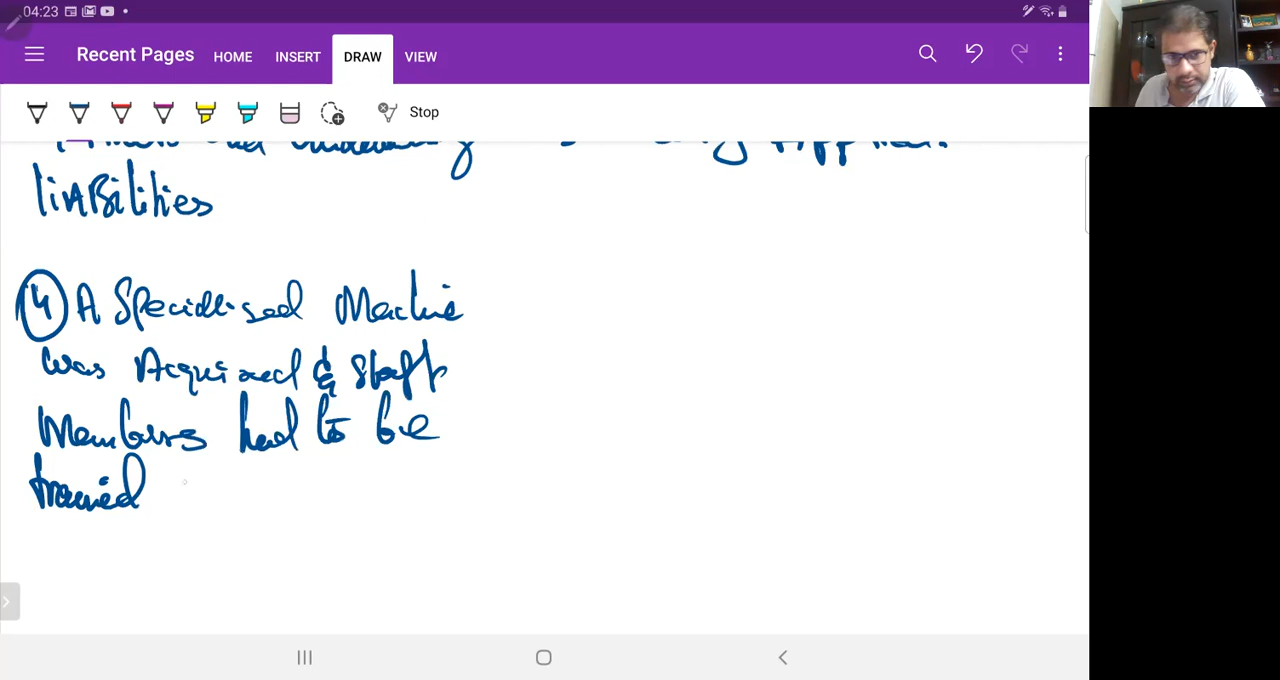 04:23
Recent Pages HOME INSERT DRAW VIEW
Stop
liabilities
4 A Specialised Machine
was Acquired & Staff
Members had to be
trained